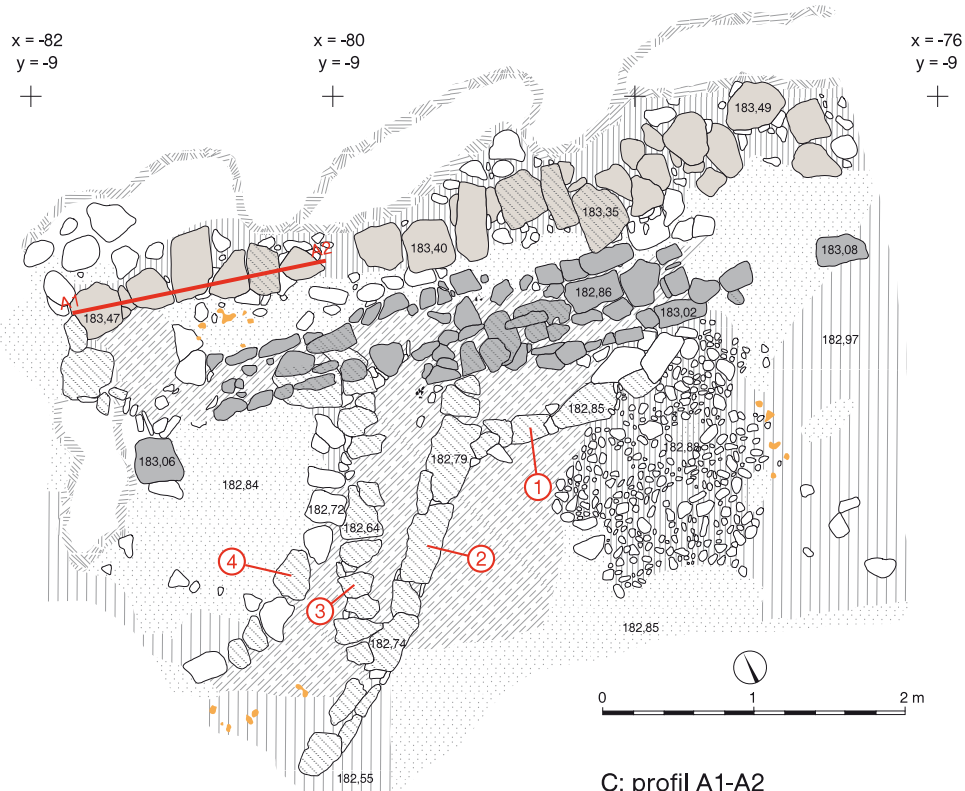 x = -82
y = -9
x = -80
y = -9
x = -76
y = -9
183,49
183,35
183,40
A2
A1
183,47
183,08
182,86
183,02
182,97
182,85
182,88
182,79
1
183,06
182,84
182,72
182,64
2
4
3
182,74
182,85
0 1 2 m
182,55
C: profil A1-A2